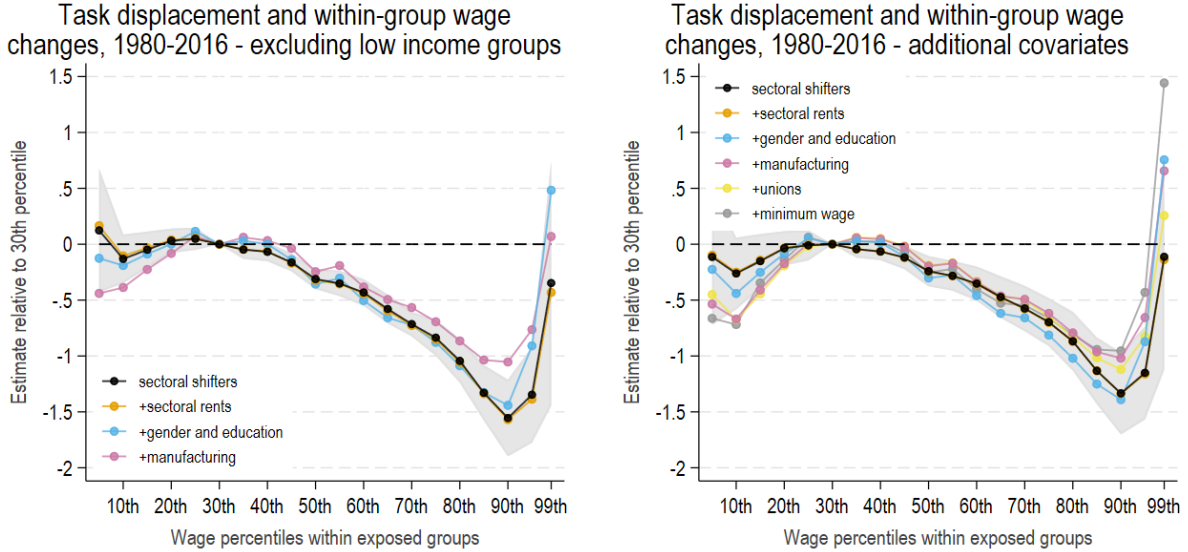 Task displacement and within-group wage
changes, 1980-2016 - excluding low income groups
1.5
1
.5
0
-.5
-1
-1.5
-2
Estimate relative to 30th percentile
sectoral shifters
+sectoral rents
+gender and education
+manufacturing
10th 20th 30th 40th 50th 60th 70th 80th 90th 99th
Wage percentiles within exposed groups
Task displacement and within-group wage
changes, 1980-2016 - additional covariates
1.5
1
.5
0
-.5
-1
-1.5
-2
Estimate relative to 30th percentile
sectoral shifters
+sectoral rents
+gender and education
+manufacturing
+unions
+minimum wage
10th 20th 30th 40th 50th 60th 70th 80th 90th 99th
Wage percentiles within exposed groups